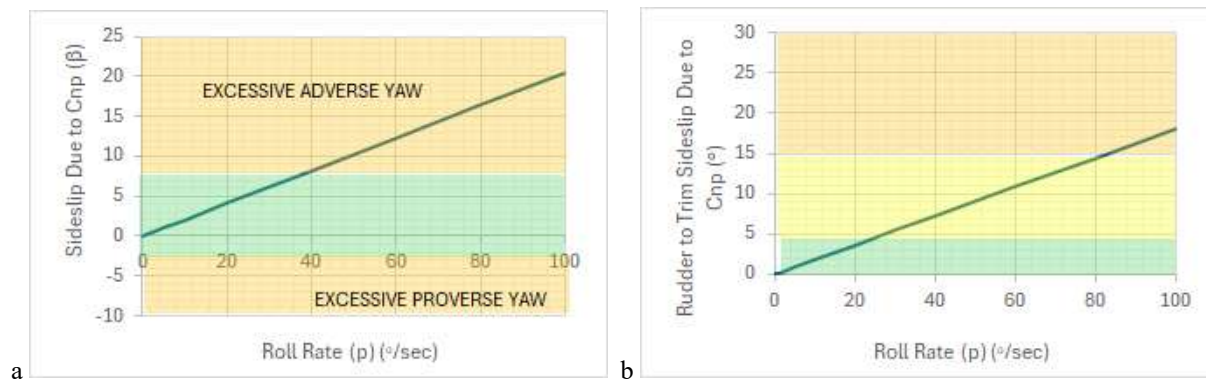 Sideslip Due to Cnp (β)
25
20
15
10
5
0
-5
-10
EXCESSIVE ADVERSE YAW
0 20 40 60 80 100
EXCESSIVE PROVERSE YAW
Roll Rate (p) (°/sec)
a
Rudder to Trim Sideslip Due to
Cnp (°)
30
25
20
15
10
5
0
0 20 40 60 80 100
Roll Rate (p) (°/sec)
b